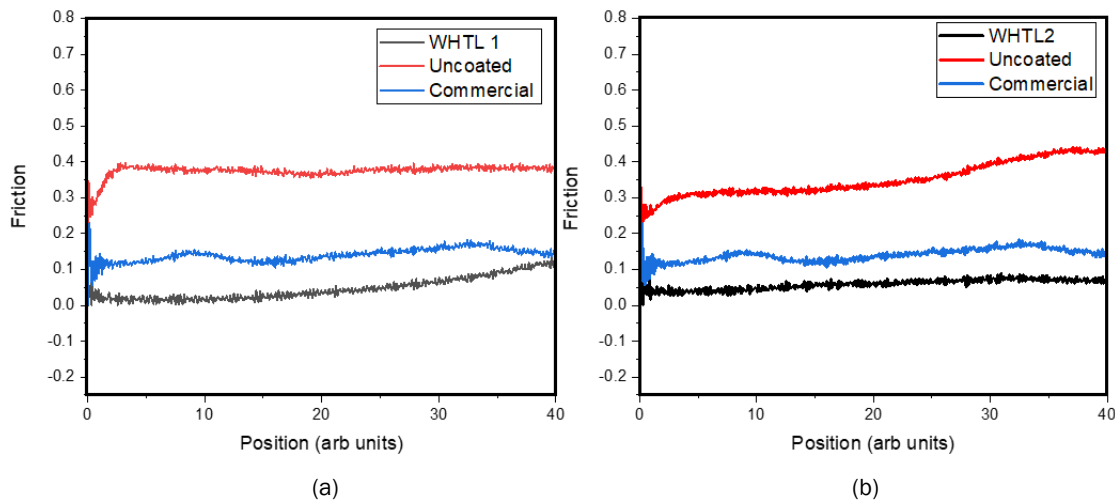 0.8
0.7
0.6
0.5
0.4
0.3
0.2
0.1
0.0
-0.1
-0.2
Friction
WHTL 1
Uncoated
Commercial
0 10 20 30 40
Position (arb units)
(a)
0.8
0.7
0.6
0.5
0.4
0.3
0.2
0.1
0.0
-0.1
-0.2
Friction
WHTL2
Uncoated
Commercial
0 10 20 30 40
Position (arb units)
(b)